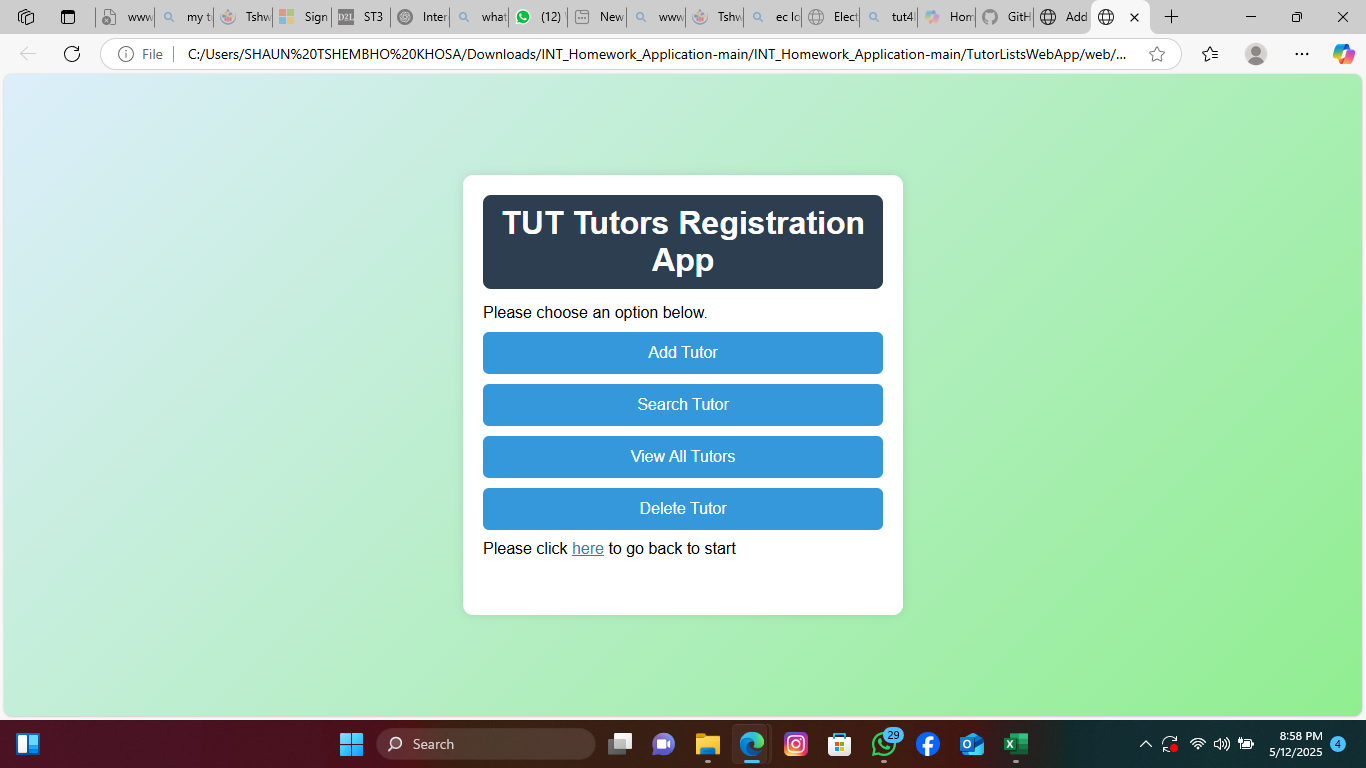 www
my t
Tshw
Sign
D2L ST3
Inter
what
(12)
New
www
Tshw
ec lo
Elect
tut4l
Hom
GitH
Add
File
C:/Users/SHAUN%20TSHEMBHO%20KHOSA/Downloads/INT_Homework_Application-main/INT_Homework_Application-main/TutorListsWebApp/web/...
TUT Tutors Registration
App
Please choose an option below.
Add Tutor
Search Tutor
View All Tutors
Delete Tutor
Please click here to go back to start
Search
29
8:58 PM
5/12/2025
4